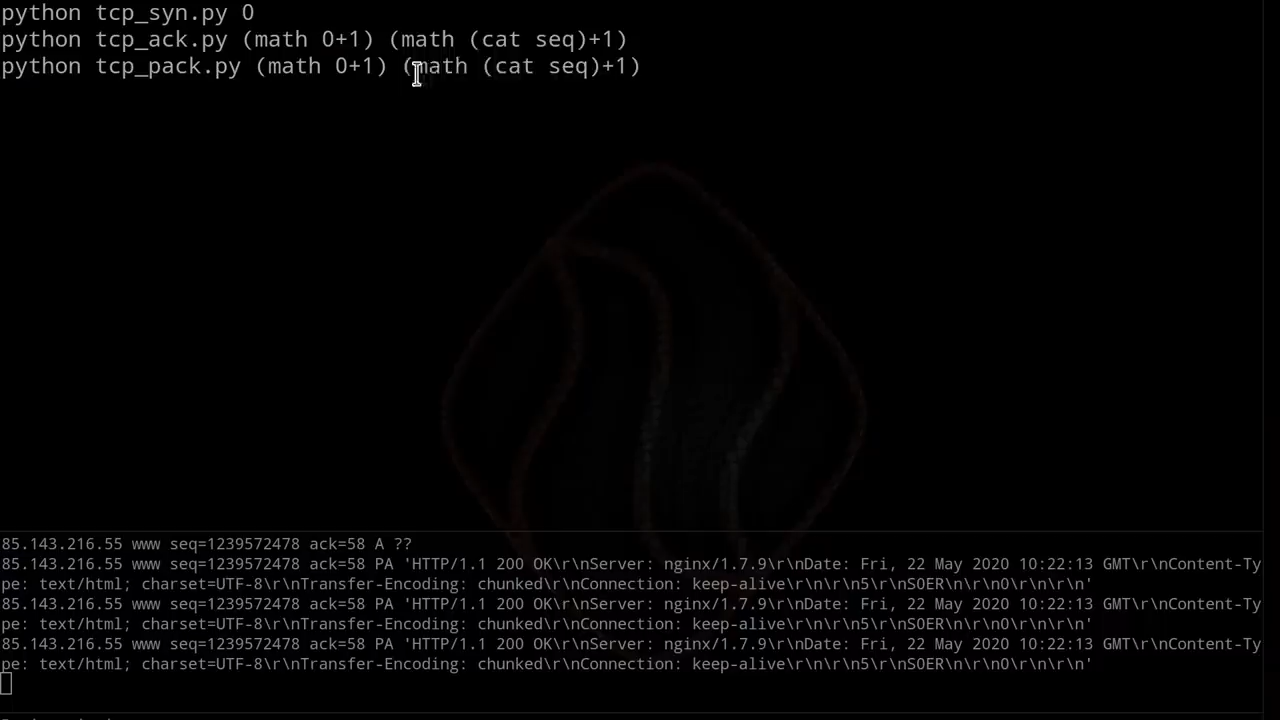 python tcp_syn.py 0
python tcp_ack.py (math 0+1) (math (cat seq)+1)
python tcp_pack.py (math 0+1) (math (cat seq)+1)
85.143.216.55 www seq=1239572478 ack=58 A ??
85.143.216.55 www seq=1239572478 ack=58 PA 'HTTP/1.1 200 OK\r\nServer: nginx/1.7.9\r\nDate: Fri, 22 May 2020 10:22:13 GMT\r\nContent-Ty
pe: text/html; charset=UTF-8\r\nTransfer-Encoding: chunked\r\nConnection: keep-alive\r\n\r\n5\r\nSOER\n\r\n0\r\n\r\n'
85.143.216.55 www seq=1239572478 ack=58 PA 'HTTP/1.1 200 OK\r\nServer: nginx/1.7.9\r\nDate: Fri, 22 May 2020 10:22:13 GMT\r\nContent-Ty
pe: text/html; charset=UTF-8\r\nTransfer-Encoding: chunked\r\nConnection: keep-alive\r\n\r\n5\r\nSOER\n\r\n0\r\n\r\n'
85.143.216.55 www seq=1239572478 ack=58 PA 'HTTP/1.1 200 OK\r\nServer: nginx/1.7.9\r\nDate: Fri, 22 May 2020 10:22:13 GMT\r\nContent-Ty
pe: text/html; charset=UTF-8\r\nTransfer-Encoding: chunked\r\nConnection: keep-alive\r\n\r\n5\r\nSOER\n\r\n0\r\n\r\n'